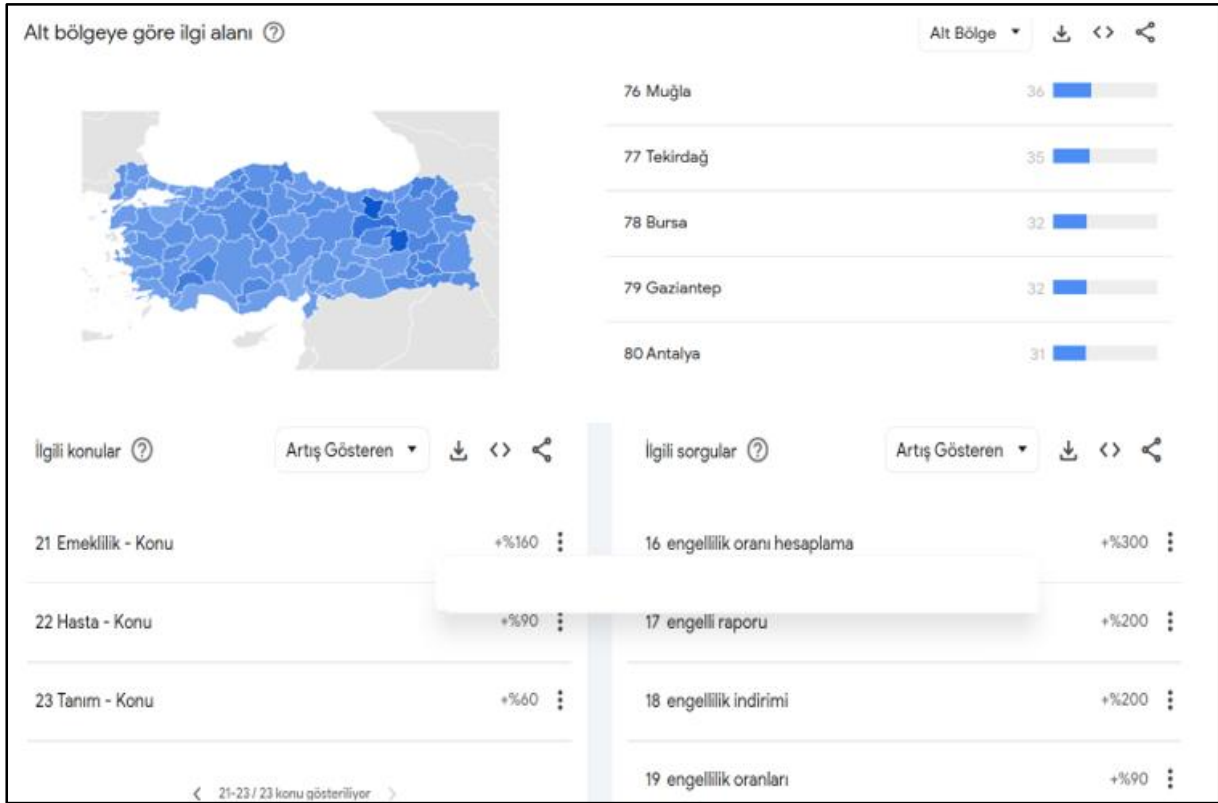 Alt bölgeye göre ilgi alanı
Alt Bölge
76 Muğla 36
77 Tekirdağ 35
78 Bursa 32
79 Gaziantep 32
80 Antalya 31
İlgili konular Artış Gösteren
21 Emeklilik - Konu +%160
22 Hasta - Konu +%90
23 Tanım - Konu +%60
21-23 / 23 konu gösteriliyor
İlgili sorgular Artış Gösteren
16 engellilik oranı hesaplama +%300
17 engelli raporu +%200
18 engellilik indirimi +%200
19 engellilik oranları +%90